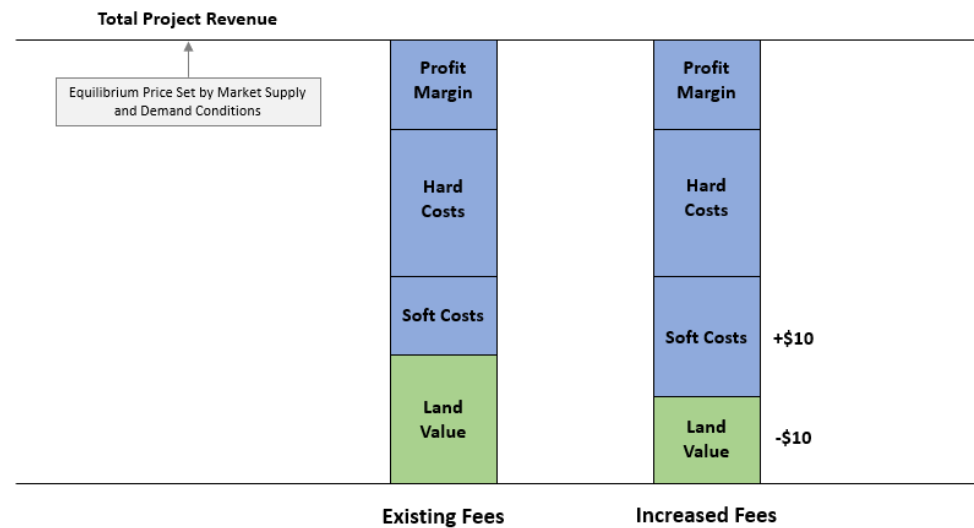 Total Project Revenue
Equilibrium Price Set by Market Supply
and Demand Conditions
Profit
Margin
Hard
Costs
Soft Costs
Land
Value
Existing Fees
Profit
Margin
Hard
Costs
Soft Costs
+$10
Land
Value
-$10
Increased Fees